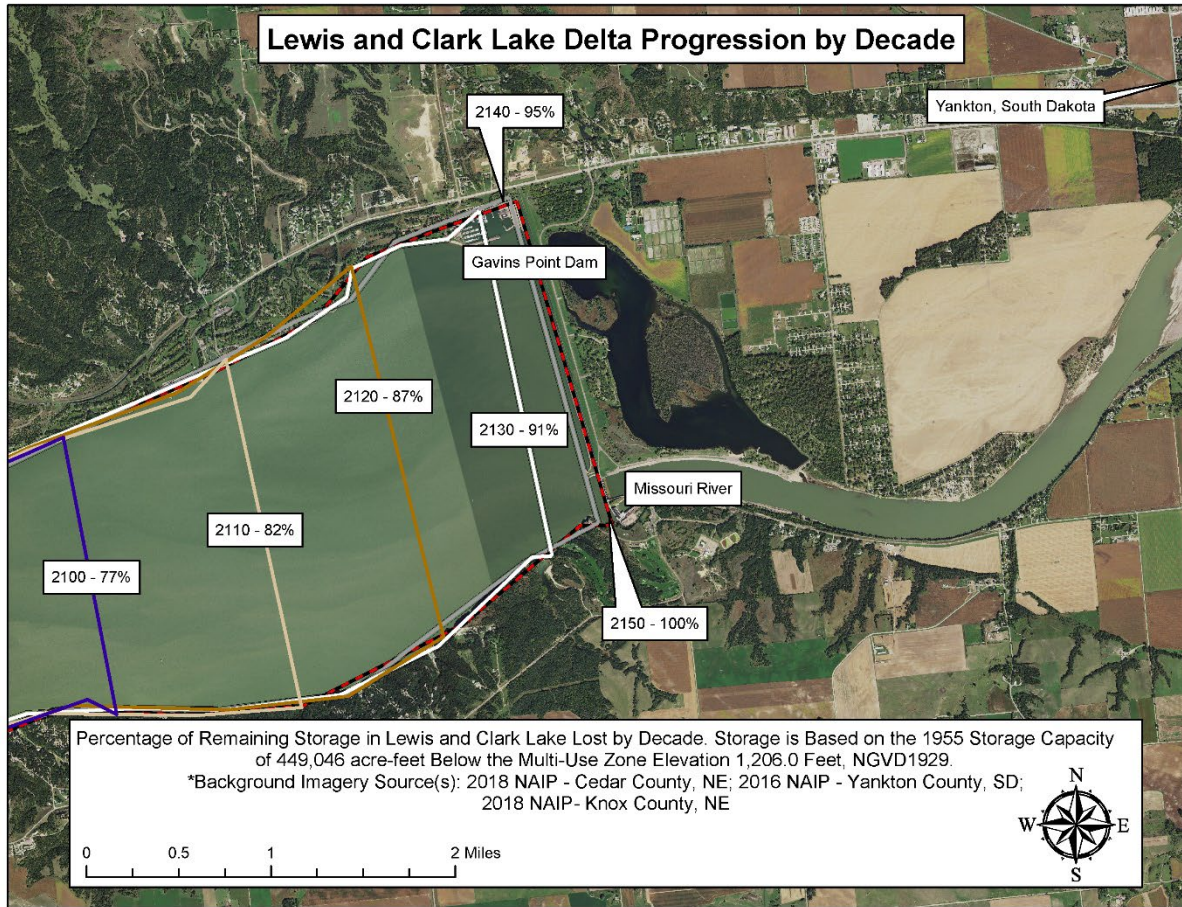 Lewis and Clark Lake Delta Progression by Decade
Yankton, South Dakota
2140 - 95%
Gavins Point Dam
2120 - 87%
2130 - 91%
Missouri River
2110 - 82%
2100 - 77%
2150 - 100%
Percentage of Remaining Storage in Lewis and Clark Lake Lost by Decade. Storage is Based on the 1955 Storage Capacity
of 449,046 acre-feet Below the Multi-Use Zone Elevation 1,206.0 Feet, NGVD1929.
*Background Imagery Source(s): 2018 NAIP - Cedar County, NE; 2016 NAIP - Yankton County, SD;
2018 NAIP- Knox County, NE
0 0.5 1 2 Miles
N
W E
S